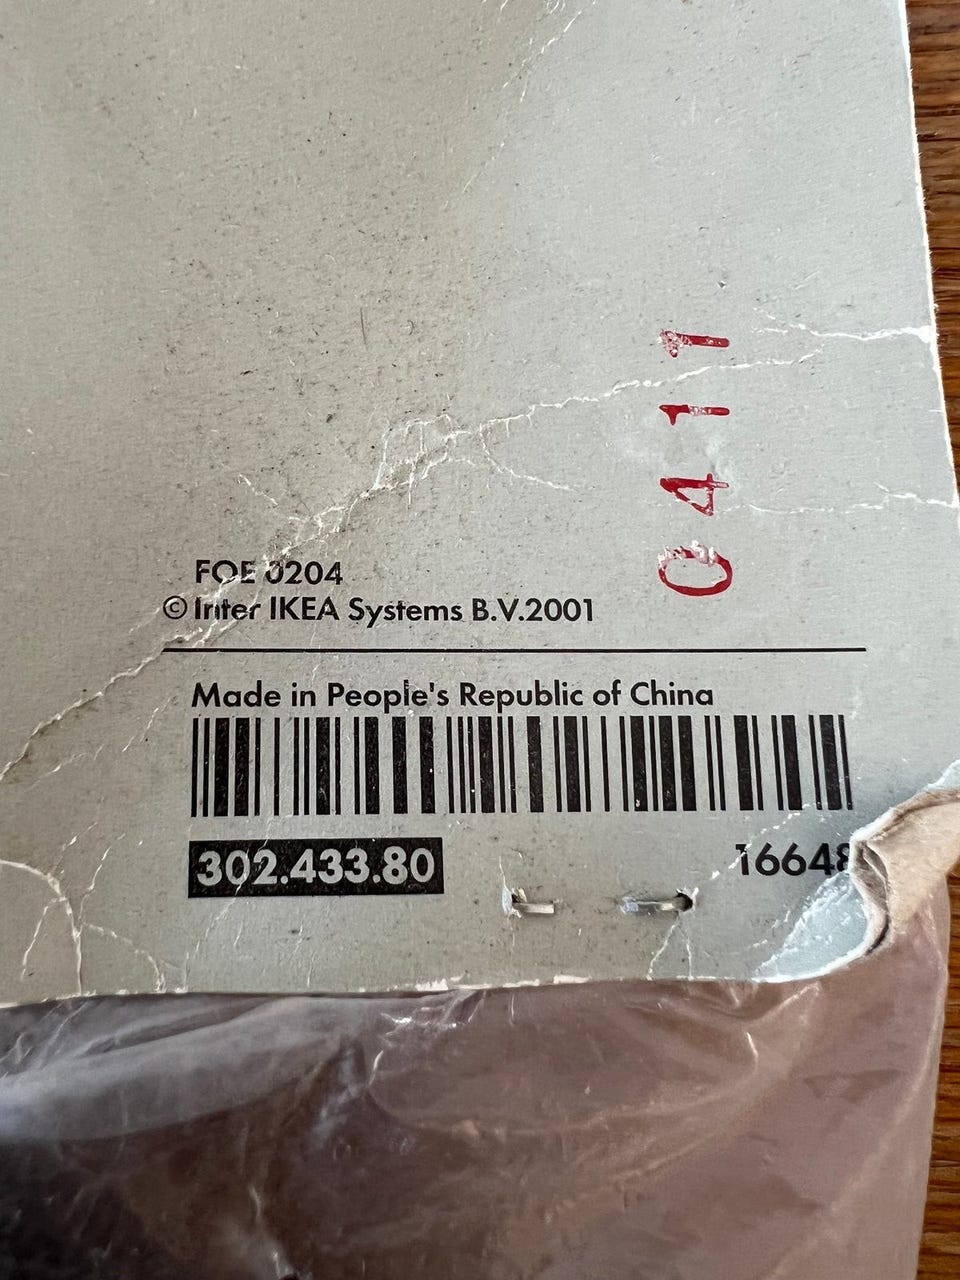 0411
FOE 0204
© Inter IKEA Systems B.V.2001
Made in People's Republic of China
302.433.80
16648